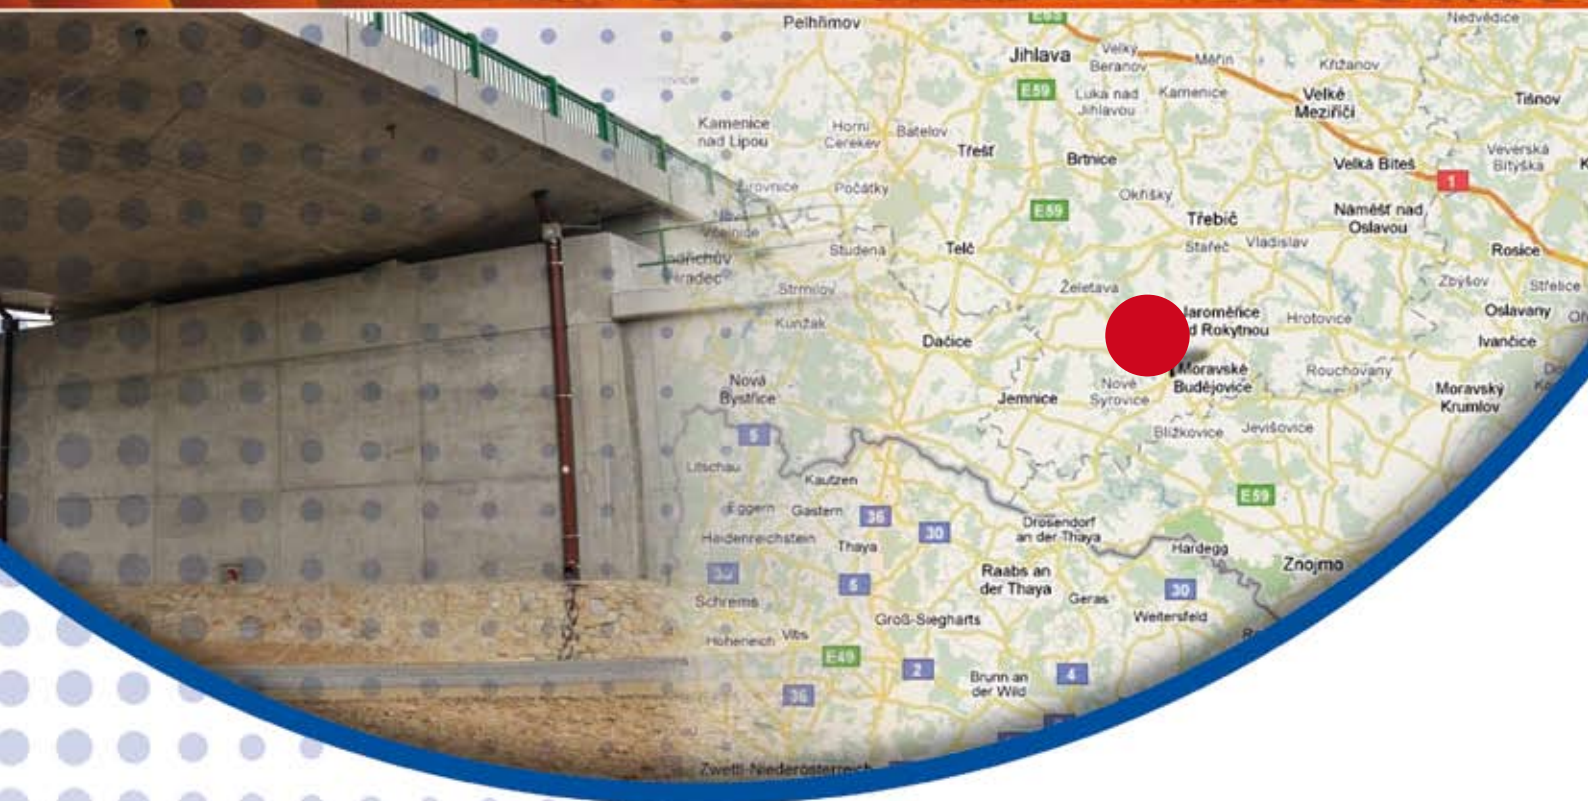 Nedvědice
Pelhřimov
E59
Jihlava
Velký
Beranov
Měřín
Křižanov
E59
Luka nad
Jihlavou
Kamenice
Velké
Meziříčí
Tišnov
Kamenice
nad Lipou
Horní
Cerekev
Batelov
Třešť
Brtnice
Velká Bíteš
Veverská
Bítýška
1
Počátky
Okříšky
E59
Třebíč
Náměšť nad
Oslavou
Studená
Telč
Stařeč
Vladislav
Rosice
Strmilov
Želetava
Zbýšov
Střelice
Kunžak
Dačice
Jaroměřice
d Rokytnou
Hrotovice
Oslavany
Ivančice
Nová
Bystřice
Jemnice
Nové
Syrovice
Moravské
Budějovice
Rouchovany
Moravský
Krumlov
5
Blížkovice
Jevišovice
Litschau
Kautzen
E59
Eggern
Gastern
36
30
Drosendorf
an der Thaya
Heidenreichstein
Thaya
Hardegg
Znojmo
30
5
Raabs an
der Thaya
Geras
30
Schrems
Groß-Siegharts
Weitersfeld
Hoheneich
Vitis
E49
2
Brunn an
der Wild
4
36
Zwettl-Niederösterreich